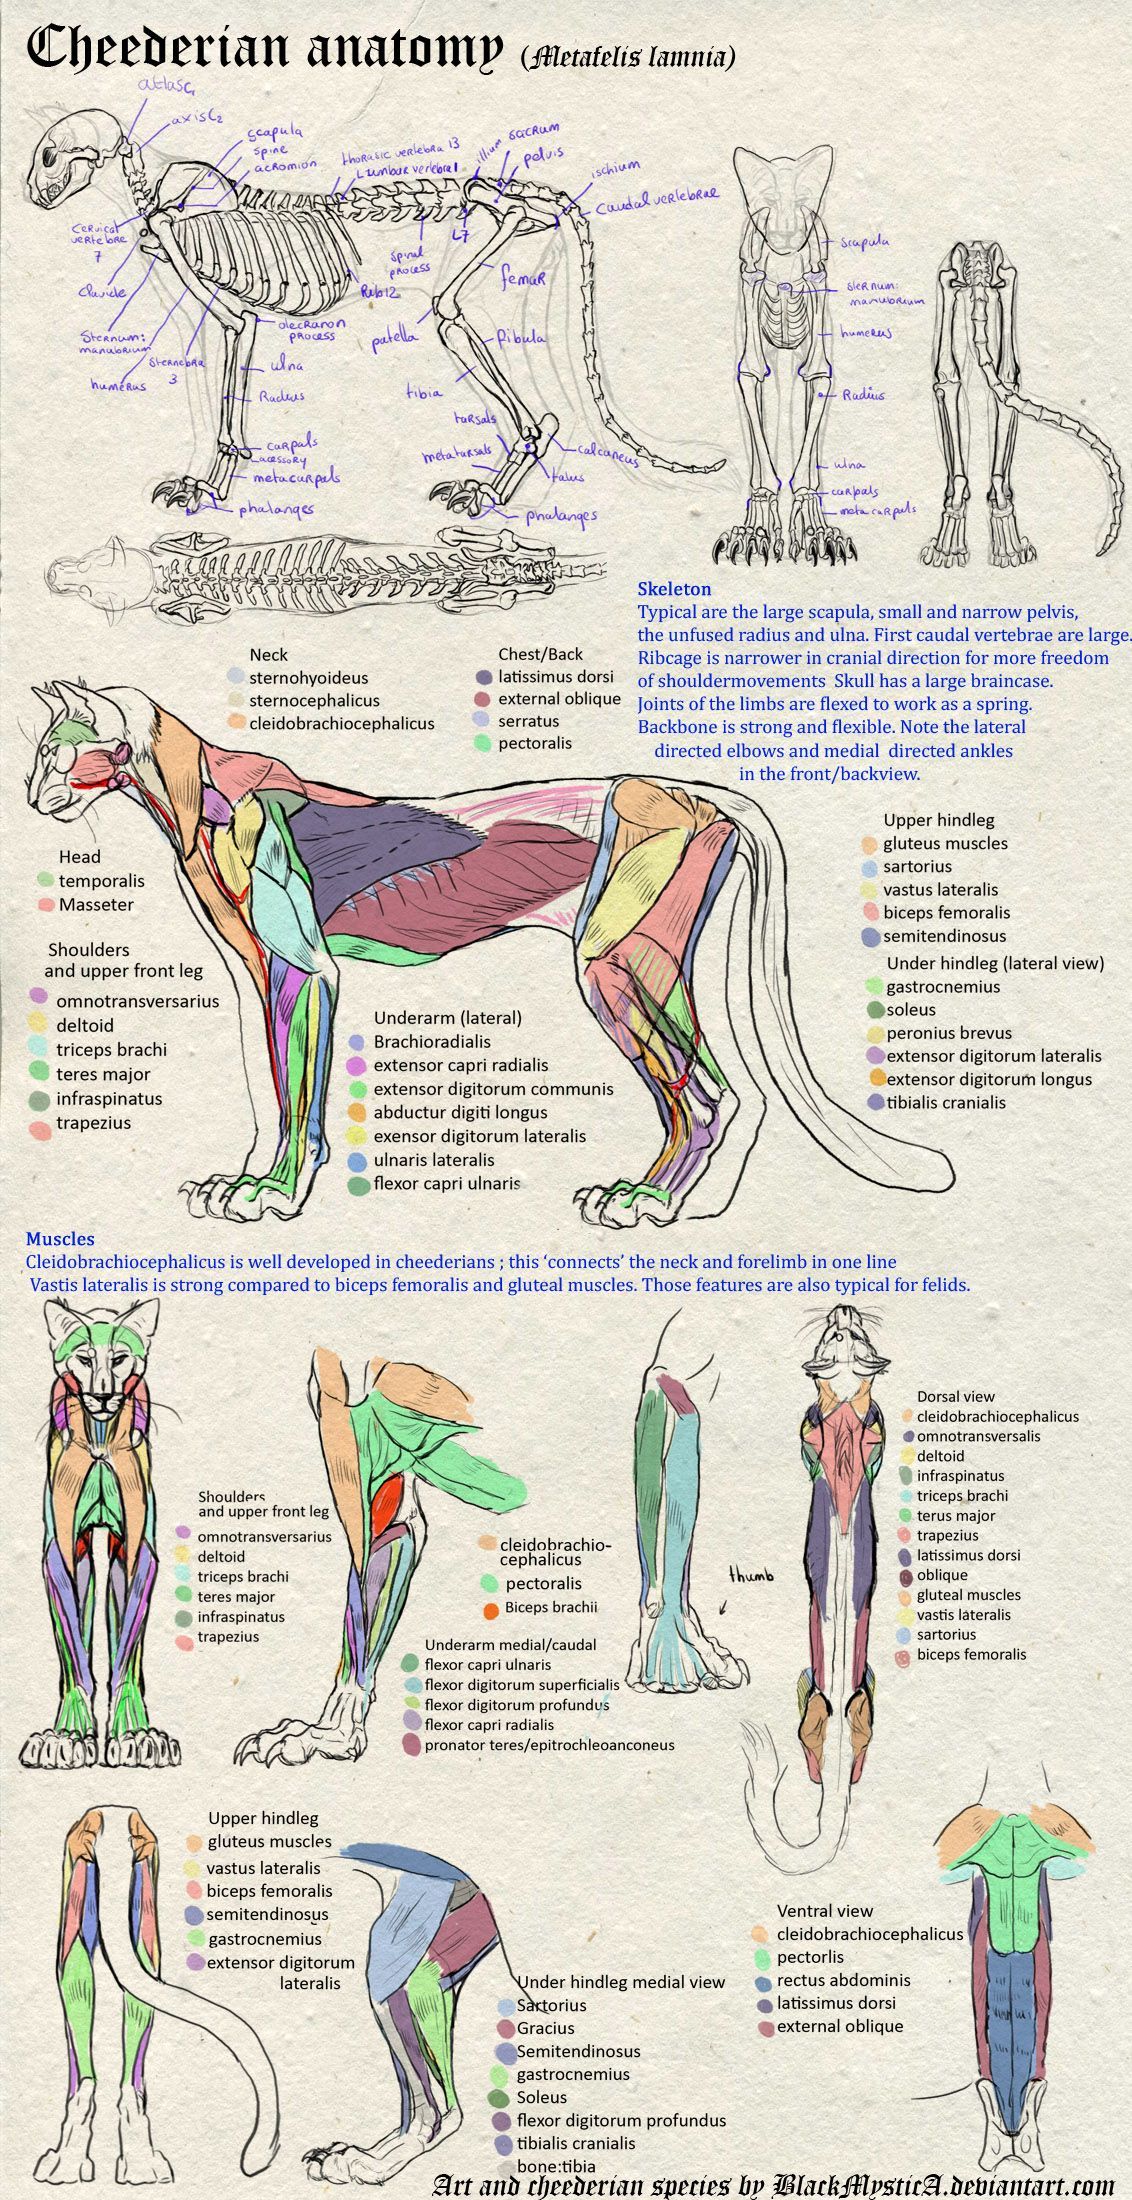 Cheederian anatomy (Metafelis lamnia)
atlas C1
axis C2
scapula
spine
acromion
thorasic vertebra 13
Lumbar vertebra 1
illium
sacrum
pelvis
ischium
caudal vertebrae
Cervical
vertebre
7
Clavicle
Sternum:
manubrium
humerus
sternebra
3
olecranon
process
ulna
Radius
carpals
acessory
metacarpals
phalanges
Rib 12
spinal
process
L7
femur
patella
fibula
tibia
tarsals
metatarsals
calcaneus
talus
phalanges
scapula
sternum:
manubrium
humerus
Radius
ulna
carpals
metacarpals
Skeleton
Typical are the large scapula, small and narrow pelvis,
the unfused radius and ulna. First caudal vertebrae are large.
Ribcage is narrower in cranial direction for more freedom
of shouldermovements Skull has a large braincase.
Joints of the limbs are flexed to work as a spring.
Backbone is strong and flexible. Note the lateral
directed elbows and medial directed ankles
in the front/backview.
Neck
sternohyoideus
sternocephalicus
cleidobrachiocephalicus
Chest/Back
latissimus dorsi
external oblique
serratus
pectoralis
Head
temporalis
Masseter
Shoulders
and upper front leg
omnotransversarius
deltoid
triceps brachi
teres major
infraspinatus
trapezius
Underarm (lateral)
Brachioradialis
extensor capri radialis
extensor digitorum communis
abductur digiti longus
exensor digitorum lateralis
ulnaris lateralis
flexor capri ulnaris
Upper hindleg
gluteus muscles
sartorius
vastus lateralis
biceps femoralis
semitendinosus
Under hindleg (lateral view)
gastrocnemius
soleus
peronius brevus
extensor digitorum lateralis
extensor digitorum longus
tibialis cranialis
Muscles
Cleidobrachiocephalicus is well developed in cheederians ; this ‘connects’ the neck and forelimb in one line
Vastis lateralis is strong compared to biceps femoralis and gluteal muscles. Those features are also typical for felids.
Shoulders
and upper front leg
omnotransversarius
deltoid
triceps brachi
teres major
infraspinatus
trapezius
cleidobrachio-
cephalicus
pectoralis
Biceps brachii
Underarm medial/caudal
flexor capri ulnaris
flexor digitorum superficialis
flexor digitorum profundus
flexor capri radialis
pronator teres/epitrochleoanconeus
thumb
Dorsal view
cleidobrachiocephalicus
omnotransversalis
deltoid
infraspinatus
triceps brachi
terus major
trapezius
latissimus dorsi
oblique
gluteal muscles
vastis lateralis
sartorius
biceps femoralis
Upper hindleg
gluteus muscles
vastus lateralis
biceps femoralis
semitendinosus
gastrocnemius
extensor digitorum
lateralis
Under hindleg medial view
Sartorius
Gracius
Semitendinosus
gastrocnemius
Soleus
flexor digitorum profundus
tibialis cranialis
bone:tibia
Ventral view
cleidobrachiocephalicus
pectorlis
rectus abdominis
latissimus dorsi
external oblique
Art and cheederian species by BlackMysticA.deviantart.com